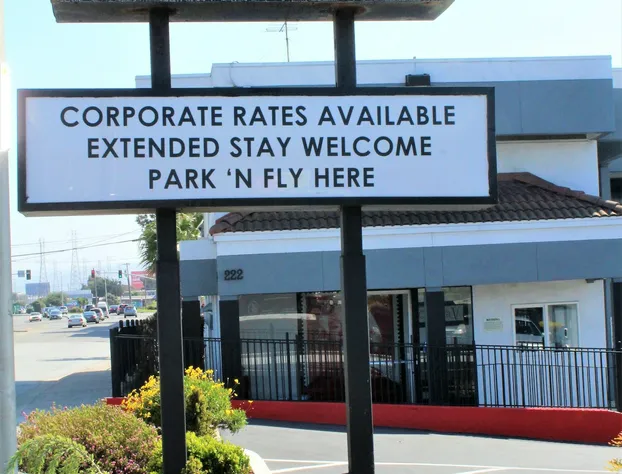 CORPORATE RATES AVAILABLE
EXTENDED STAY WELCOME
PARK ‘N FLY HERE
222